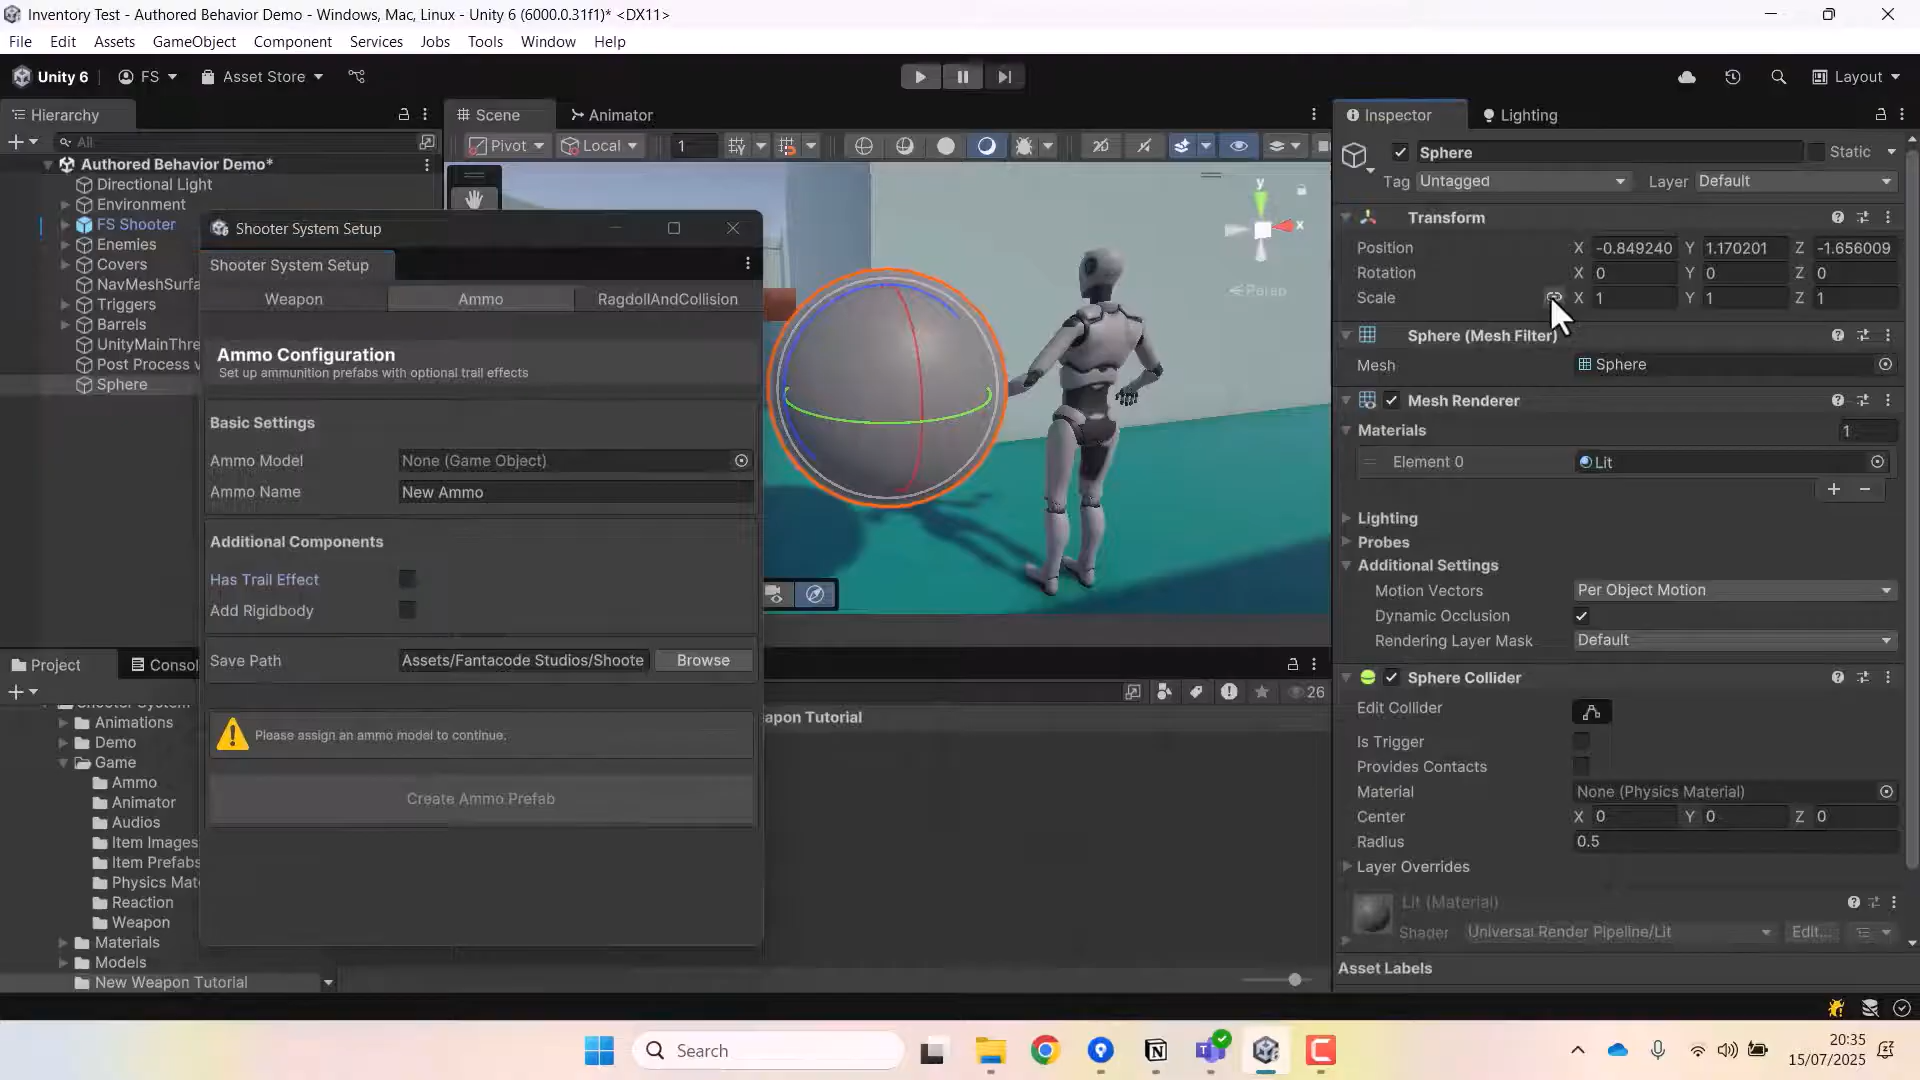 Inventory Test - Authored Behavior Demo - Windows, Mac, Linux - Unity 6 (6000.0.31f1)* <DX11>
File Edit Assets GameObject Component Services Jobs Tools Window Help
Unity 6 FS Asset Store Layout
Hierarchy
All
Authored Behavior Demo*
Directional Light
Environment
FS Shooter
Enemies
Covers
NavMeshSurfa
Triggers
Barrels
UnityMainThre
Post Process v
Sphere
Scene Animator
Pivot Local 1 2D
y
x
Persp
Shooter System Setup
Shooter System Setup
Weapon Ammo RagdollAndCollision
Ammo Configuration
Set up ammunition prefabs with optional trail effects
Basic Settings
Ammo Model None (Game Object)
Ammo Name New Ammo
Additional Components
Has Trail Effect
Add Rigidbody
Save Path Assets/Fantacode Studios/Shoote Browse
Please assign an ammo model to continue.
Create Ammo Prefab
Project Consol
26
apon Tutorial
Animations
Demo
Game
Ammo
Animator
Audios
Item Images
Item Prefabs
Physics Mat
Reaction
Weapon
Materials
Models
New Weapon Tutorial
Inspector Lighting
Sphere Static
Tag Untagged Layer Default
Transform
Position X -0.849240 Y 1.170201 Z -1.656009
Rotation X 0 Y 0 Z 0
Scale X 1 Y 1 Z 1
Sphere (Mesh Filter)
Mesh Sphere
Mesh Renderer
Materials 1
Element 0 Lit
Lighting
Probes
Additional Settings
Motion Vectors Per Object Motion
Dynamic Occlusion
Rendering Layer Mask Default
Sphere Collider
Edit Collider
Is Trigger
Provides Contacts
Material None (Physics Material)
Center X 0 Y 0 Z 0
Radius 0.5
Layer Overrides
Lit (Material)
Shader Universal Render Pipeline/Lit Edit...
Asset Labels
Search
20:35
15/07/2025